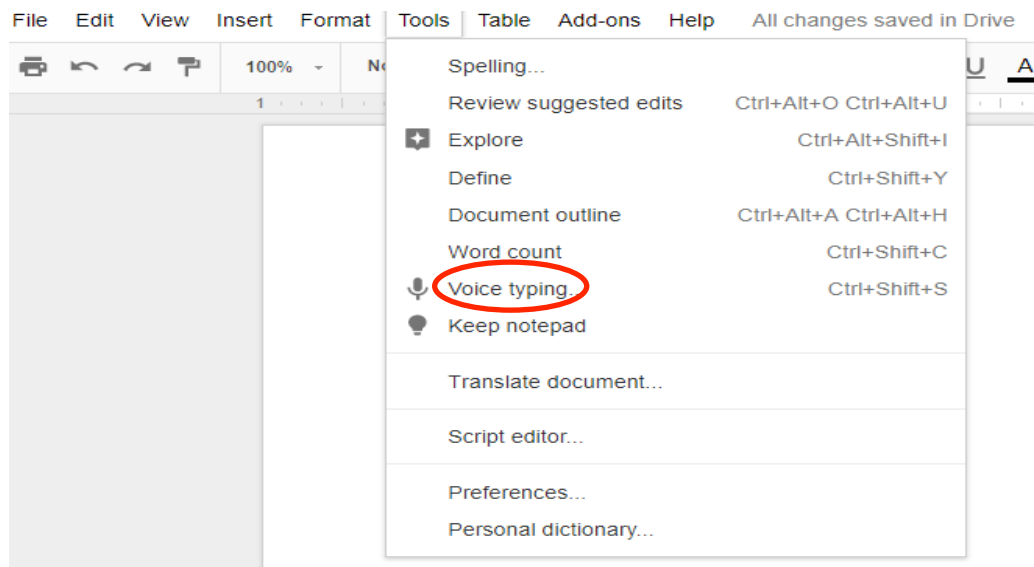 File Edit View Insert Format Tools Table Add-ons Help All changes saved in Drive
100% U A
1
Spelling...
Review suggested edits Ctrl+Alt+O Ctrl+Alt+U
Explore Ctrl+Alt+Shift+I
Define Ctrl+Shift+Y
Document outline Ctrl+Alt+A Ctrl+Alt+H
Word count Ctrl+Shift+C
Voice typing... Ctrl+Shift+S
Keep notepad
Translate document...
Script editor...
Preferences...
Personal dictionary...